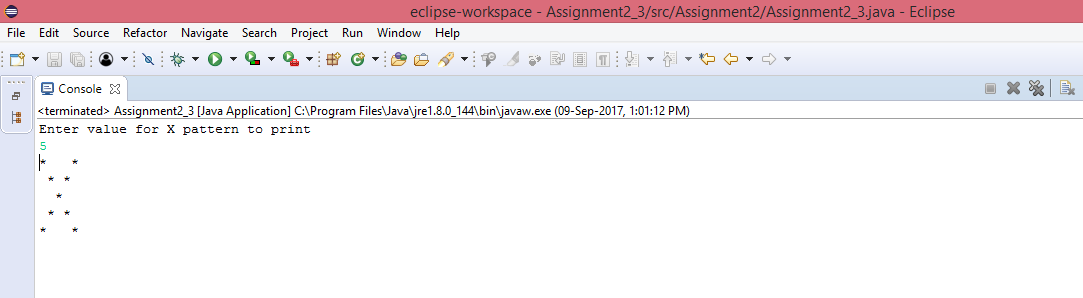 eclipse-workspace - Assignment2_3/src/Assignment2/Assignment2_3.java - Eclipse
File Edit Source Refactor Navigate Search Project Run Window Help
Console
<terminated> Assignment2_3 [Java Application] C:\Program Files\Java\jre1.8.0_144\bin\javaw.exe (09-Sep-2017, 1:01:12 PM)
Enter value for X pattern to print
5
*   *
 * *
  *
 * *
*   *